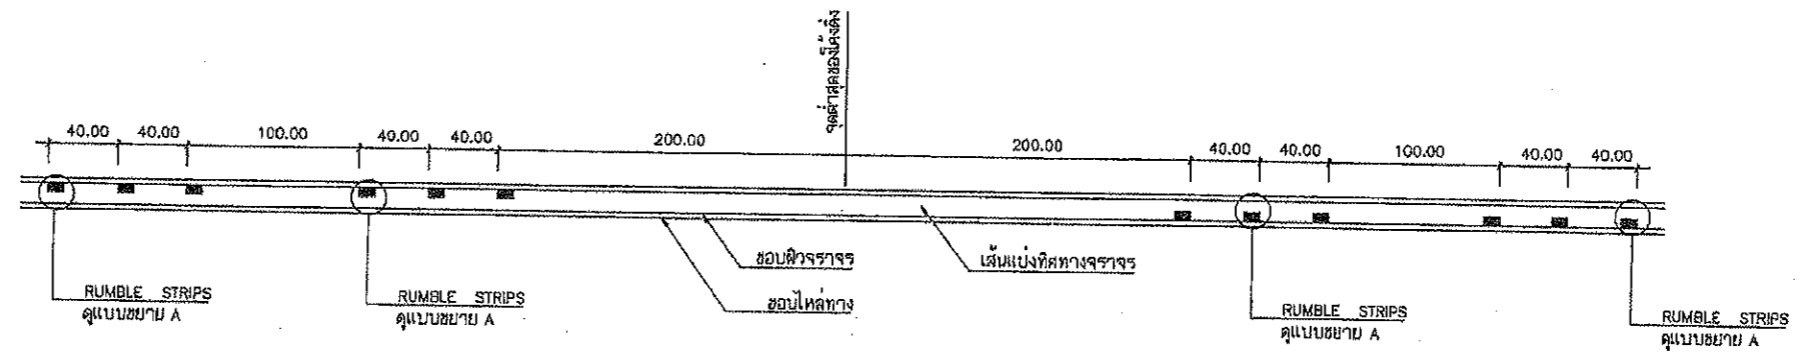 จุดต่ำสุดของโค้งดิ่ง
40.00 40.00 100.00 40.00 40.00 200.00 200.00 40.00 40.00 100.00 40.00 40.00
ขอบผิวจราจร
เส้นแบ่งทิศทางจราจร
ขอบไหล่ทาง
RUMBLE STRIPS
ดูแบบขยาย A
RUMBLE STRIPS
ดูแบบขยาย A
RUMBLE STRIPS
ดูแบบขยาย A
RUMBLE STRIPS
ดูแบบขยาย A